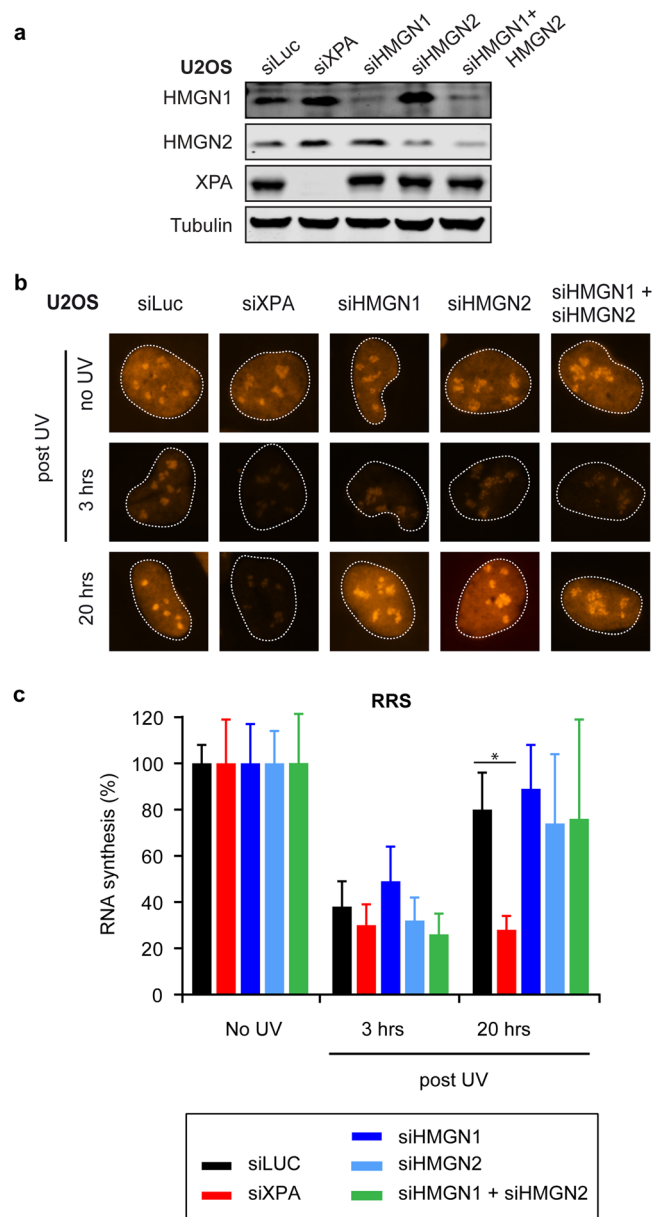 a
U2OS
siLuc
siXPA
siHMGN1
siHMGN2
siHMGN1+
HMGN2
HMGN1
HMGN2
XPA
Tubulin
b
U2OS
siLuc
siXPA
siHMGN1
siHMGN2
siHMGN1 +
siHMGN2
post UV
no UV
3 hrs
20 hrs
c
RRS
RNA synthesis (%)
120
100
80
60
40
20
0
*
No UV
3 hrs
20 hrs
post UV
siLUC
siXPA
siHMGN1
siHMGN2
siHMGN1 + siHMGN2